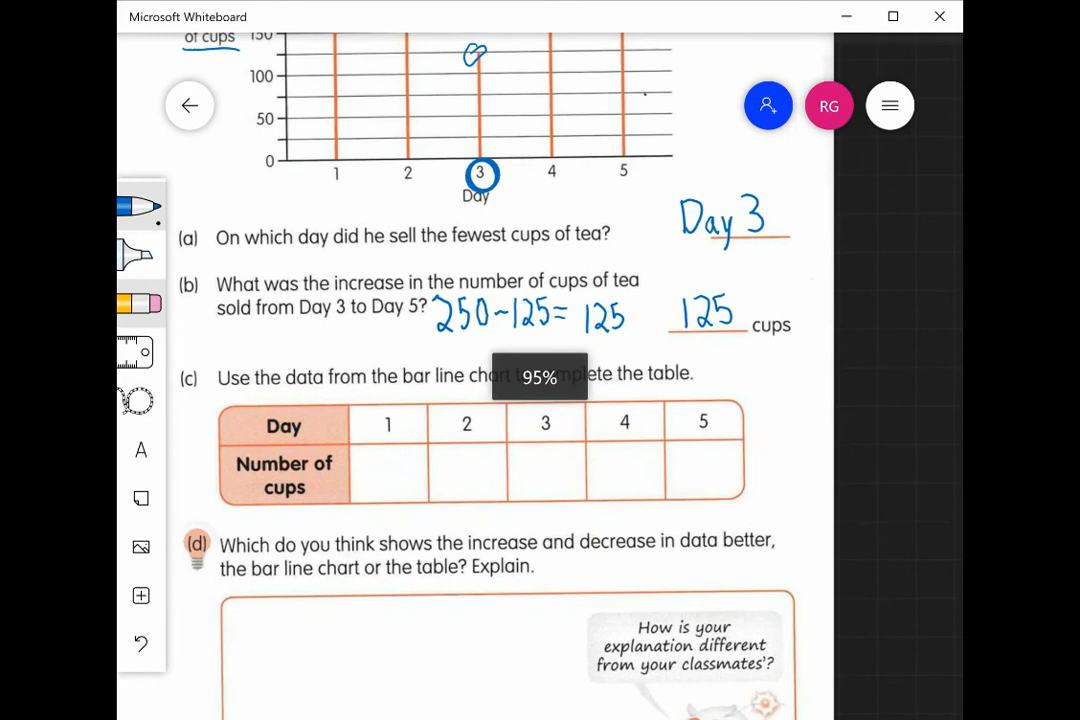 Microsoft Whiteboard
of cups 150
100
50
0
1 2 3 4 5
Day
RG
(a) On which day did he sell the fewest cups of tea? Day 3
(b) What was the increase in the number of cups of tea
sold from Day 3 to Day 5? 250-125= 125 125 cups
(c) Use the data from the bar line chart to complete the table.
95%
Day 1 2 3 4 5
Number of
cups
(d) Which do you think shows the increase and decrease in data better,
the bar line chart or the table? Explain.
How is your
explanation different
from your classmates'?
A